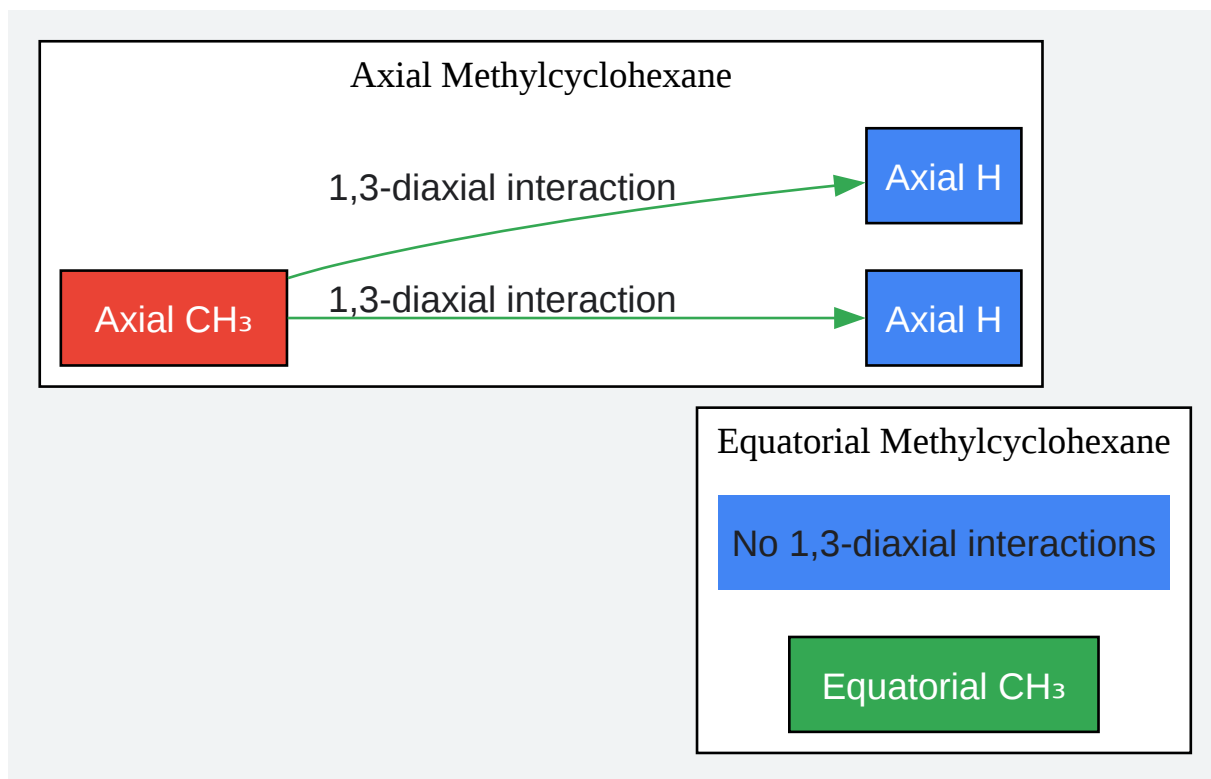 Axial Methylcyclohexane
1,3-diaxial interaction
Axial H
Axial CH₃
1,3-diaxial interaction
Axial H
Equatorial Methylcyclohexane
No 1,3-diaxial interactions
Equatorial CH₃